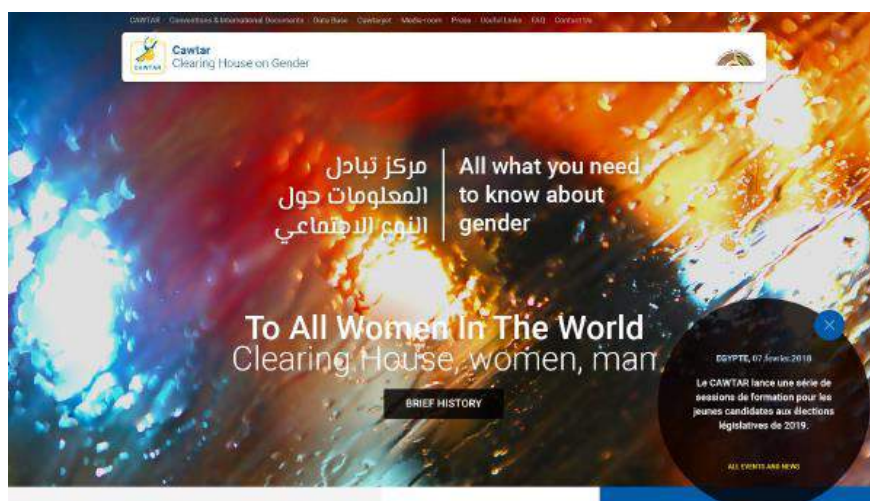 CAWTAR Conventions & International Documents Data Base Cawtaryat Media-room Press Useful Links FAQ Contact Us
Cawtar
Clearing House on Gender
CAWTAR
مركز تبادل
المعلومات حول
النوع الاجتماعي
All what you need
to know about
gender
To All Women In The World
Clearing House, women, man
BRIEF HISTORY
EGYPTE, 07 février 2018
Le CAWTAR lance une série de
sessions de formation pour les
jeunes candidates aux élections
législatives de 2019.
ALL EVENTS AND NEWS